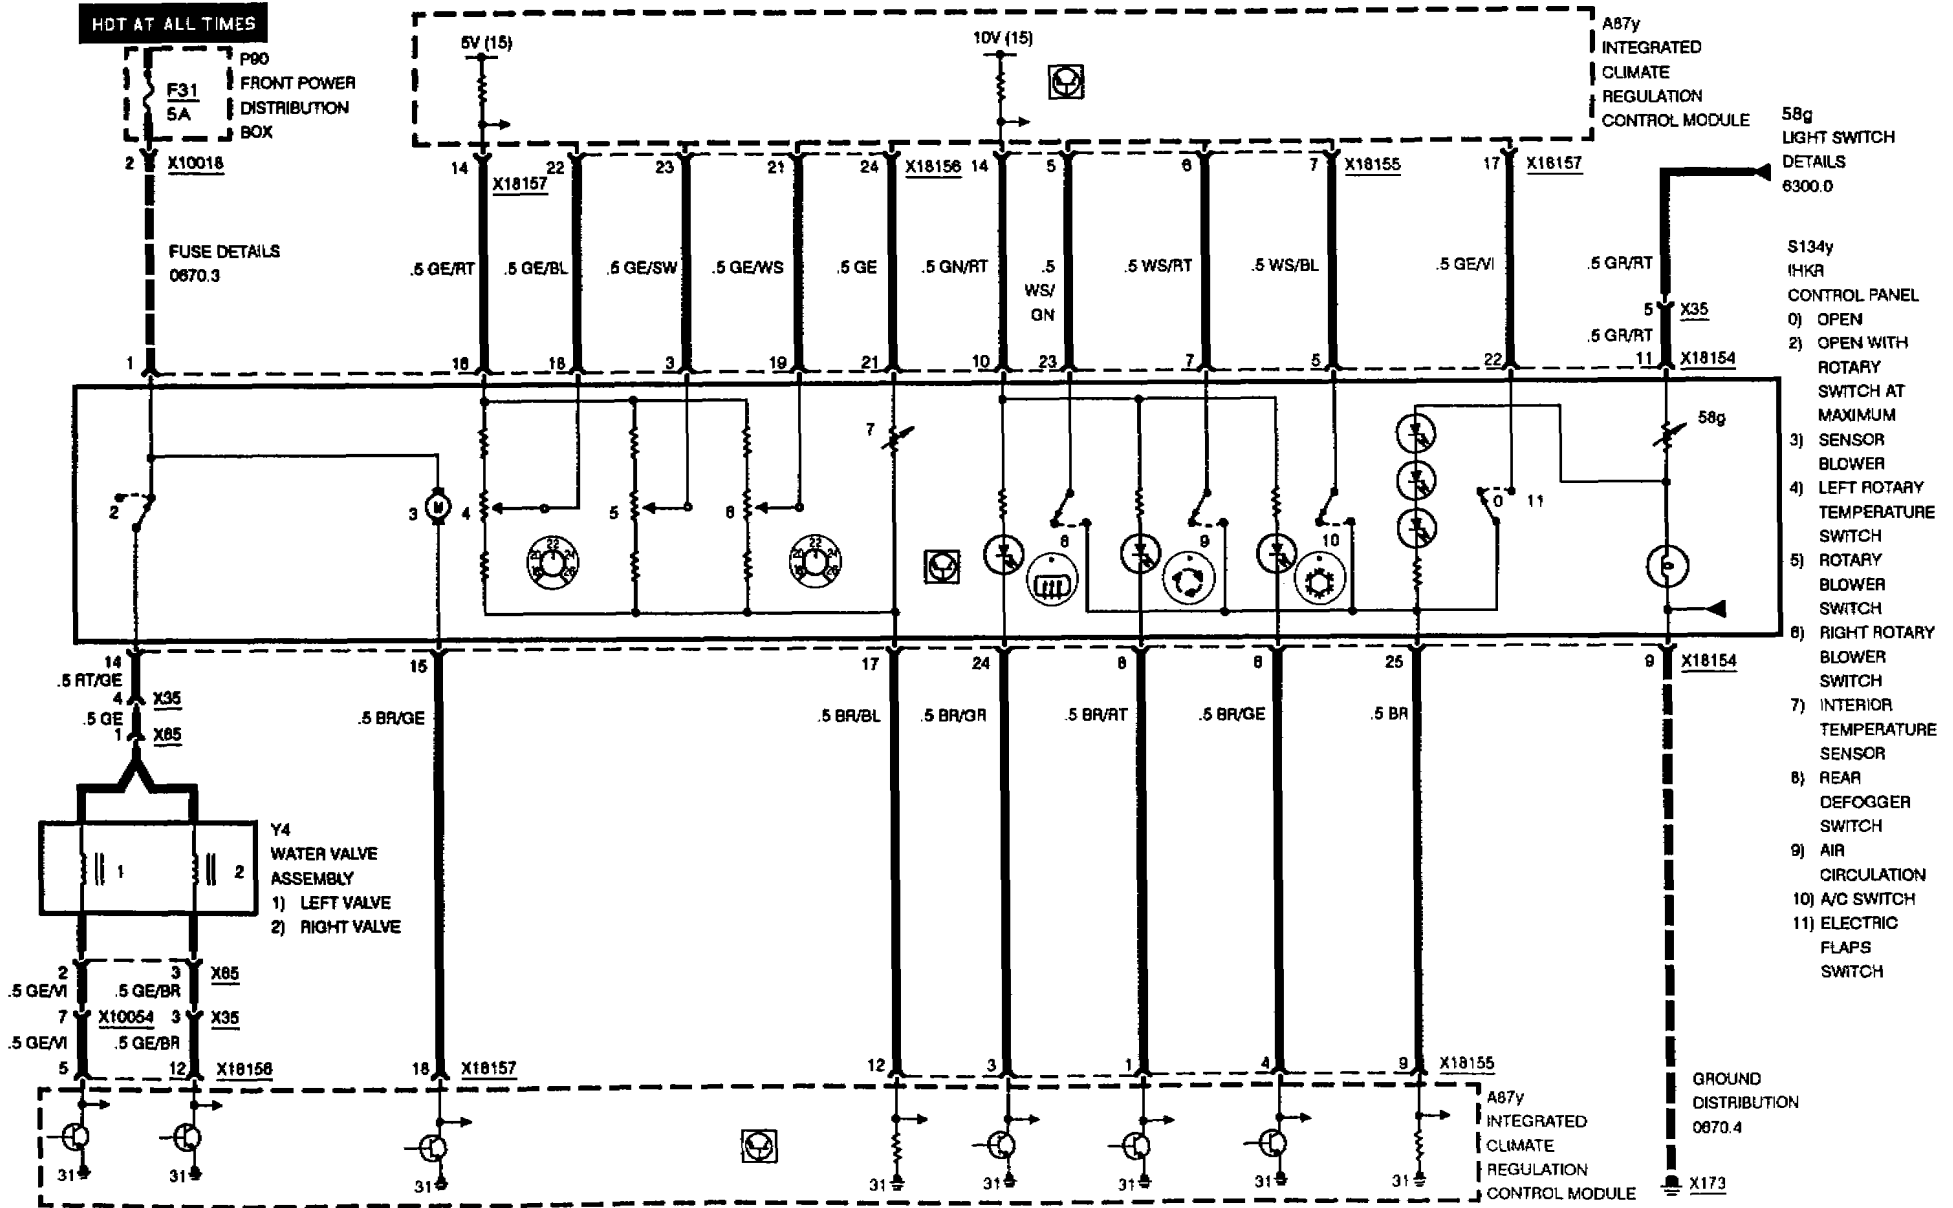 HOT AT ALL TIMES
F31
5A
P90
FRONT POWER
DISTRIBUTION
BOX
2 X10018
FUSE DETAILS
0670.3
5V (15)
10V (15)
A87y
INTEGRATED
CLIMATE
REGULATION
CONTROL MODULE
58g
LIGHT SWITCH
DETAILS
6300.0
14 X18157 22 23 21 24 X18156 14 5 6 7 X18155 17 X18157
.5 GE/RT .5 GE/BL .5 GE/SW .5 GE/WS .5 GE .5 GN/RT .5 WS/RT .5 WS/BL .5 GE/VI .5 GR/RT
.5
WS/
GN
5 X35
.5 GR/RT
1 16 18 3 19 21 10 23 7 5 22 11 X18154
S134y
IHKR
CONTROL PANEL
0) OPEN
2) OPEN WITH
ROTARY
SWITCH AT
MAXIMUM
3) SENSOR
BLOWER
4) LEFT ROTARY
TEMPERATURE
SWITCH
5) ROTARY
BLOWER
SWITCH
6) RIGHT ROTARY
BLOWER
SWITCH
7) INTERIOR
TEMPERATURE
SENSOR
8) REAR
DEFOGGER
SWITCH
9) AIR
CIRCULATION
10) A/C SWITCH
11) ELECTRIC
FLAPS
SWITCH
7 58g
2 3 M 4 5 6 0 11
8 9 10
20 22 24
18 26
20 22 24
18 26
14 15 17 24 8 6 25 9 X18154
.5 RT/GE
4 X35
.5 GE
1 X65
.5 BR/GE .5 BR/BL .5 BR/GR .5 BR/RT .5 BR/GE .5 BR
1 2
Y4
WATER VALVE
ASSEMBLY
1) LEFT VALVE
2) RIGHT VALVE
2 3 X65
.5 GE/VI .5 GE/BR
7 X10054 3 X35
.5 GE/VI .5 GE/BR
5 12 X18156 18 X18157 12 3 1 4 9 X18155
31 31 31 31 31 31 31 31
A87y
INTEGRATED
CLIMATE
REGULATION
CONTROL MODULE
GROUND
DISTRIBUTION
0670.4
X173